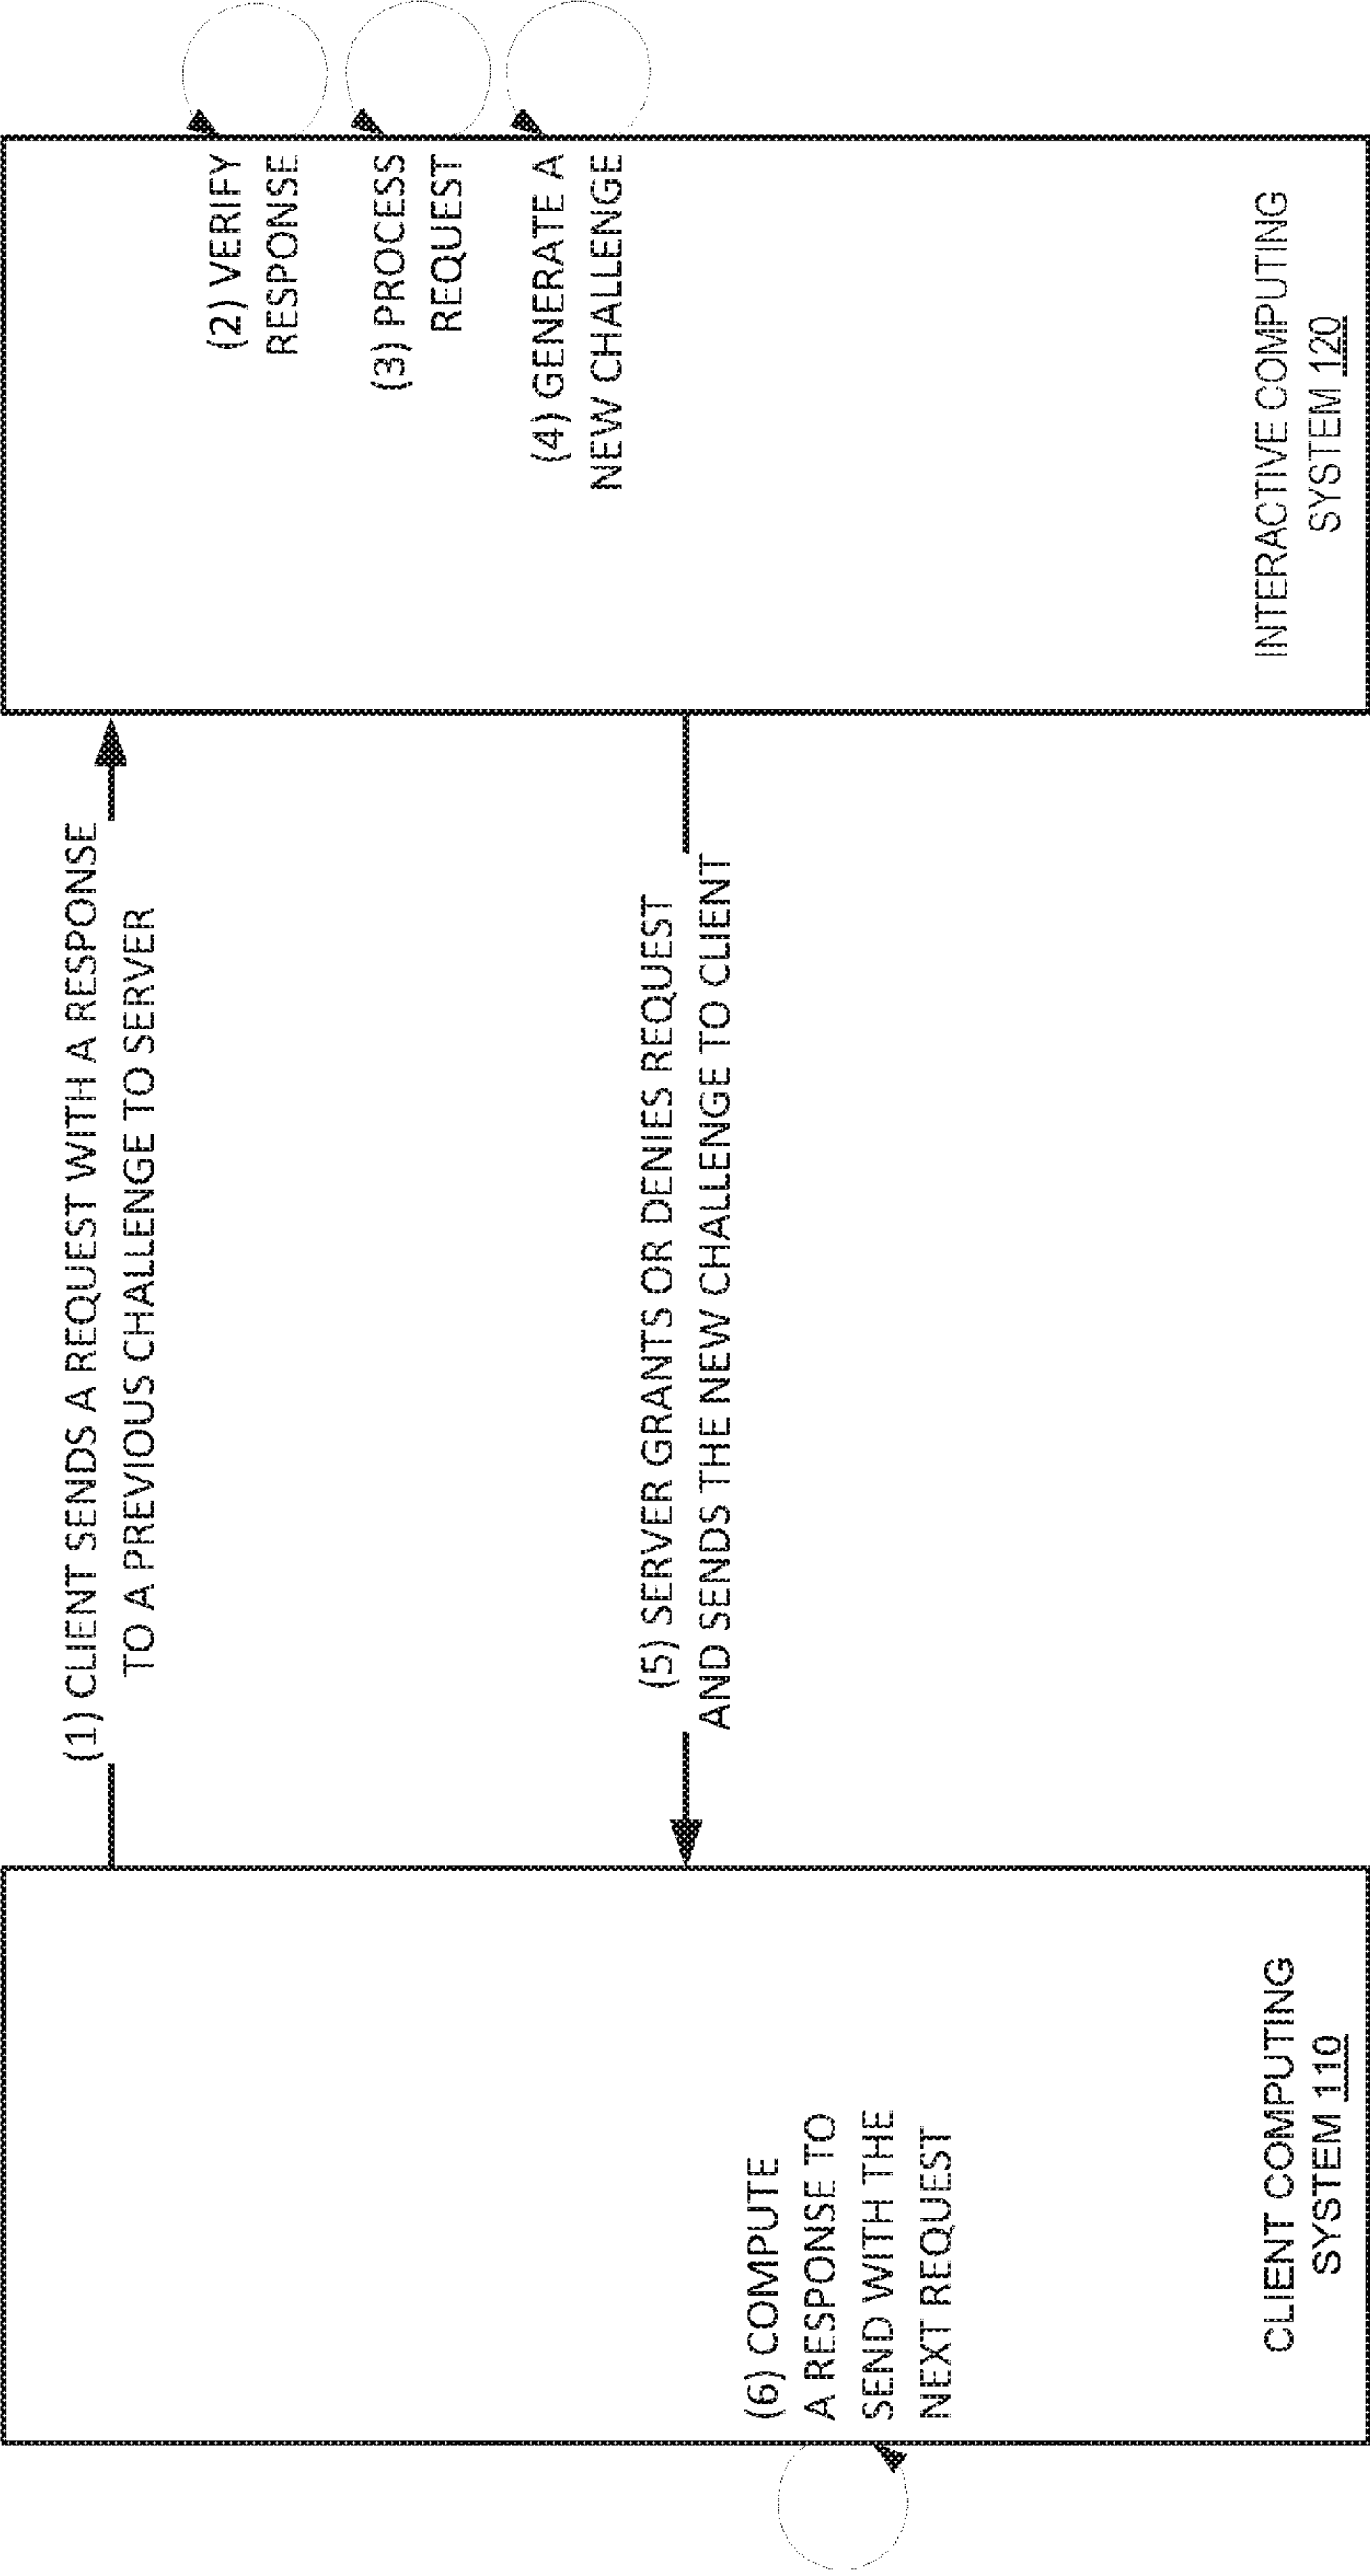 (1) CLIENT SENDS A REQUEST WITH A RESPONSE
TO A PREVIOUS CHALLENGE TO SERVER
(2) VERIFY
RESPONSE
(3) PROCESS
REQUEST
(4) GENERATE A
NEW CHALLENGE
(5) SERVER GRANTS OR DENIES REQUEST
AND SENDS THE NEW CHALLENGE TO CLIENT
(6) COMPUTE
A RESPONSE TO
SEND WITH THE
NEXT REQUEST
CLIENT COMPUTING
SYSTEM 110
INTERACTIVE COMPUTING
SYSTEM 120